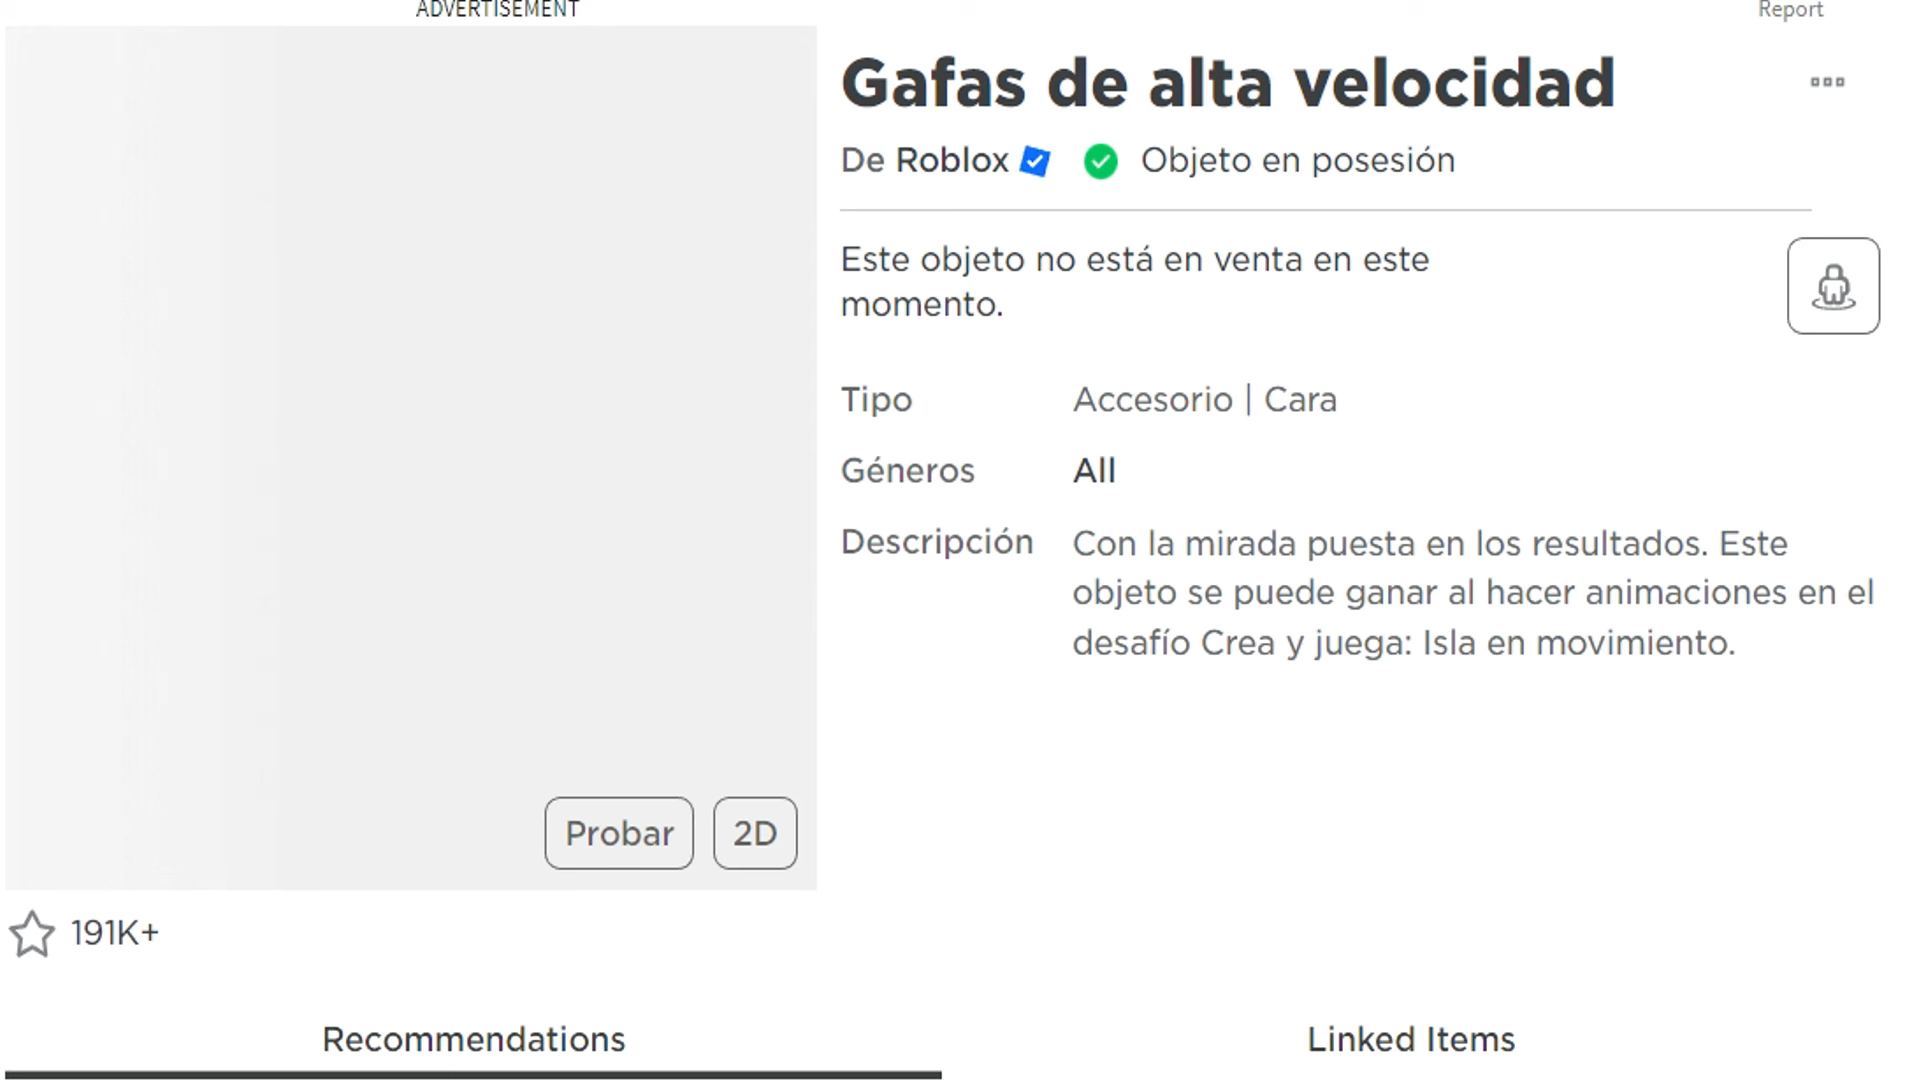 ADVERTISEMENT
Report
Gafas de alta velocidad
De Roblox
Objeto en posesión
Este objeto no está en venta en este
momento.
Tipo
Accesorio | Cara
Géneros
All
Descripción
Con la mirada puesta en los resultados. Este
objeto se puede ganar al hacer animaciones en el
desafío Crea y juega: Isla en movimiento.
Probar
2D
191K+
Recommendations
Linked Items